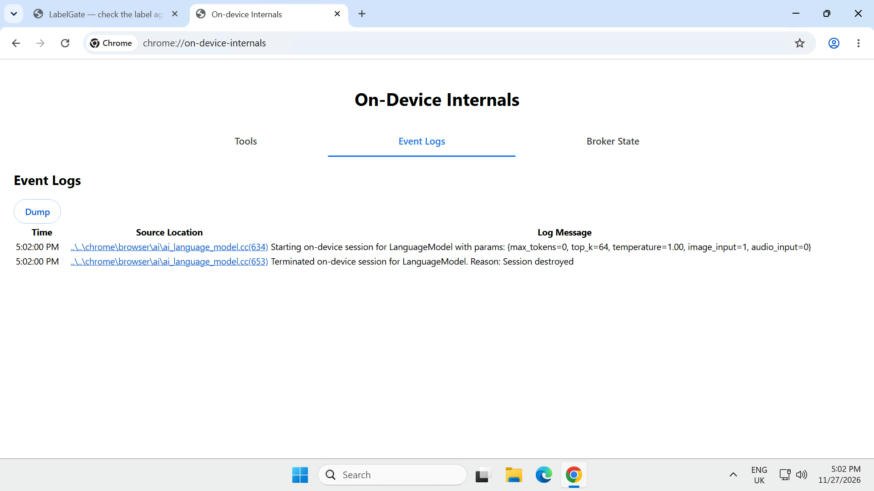 LabelGate — check the label ag
On-device Internals
Chrome
chrome://on-device-internals
On-Device Internals
Tools
Event Logs
Broker State
Event Logs
Dump
Time Source Location Log Message
5:02:00 PM ..\..\chrome\browser\ai\ai_language_model.cc(634) Starting on-device session for LanguageModel with params: {max_tokens=0, top_k=64, temperature=1.00, image_input=1, audio_input=0}
5:02:00 PM ..\..\chrome\browser\ai\ai_language_model.cc(653) Terminated on-device session for LanguageModel. Reason: Session destroyed
Search
ENG
UK
5:02 PM
11/27/2026